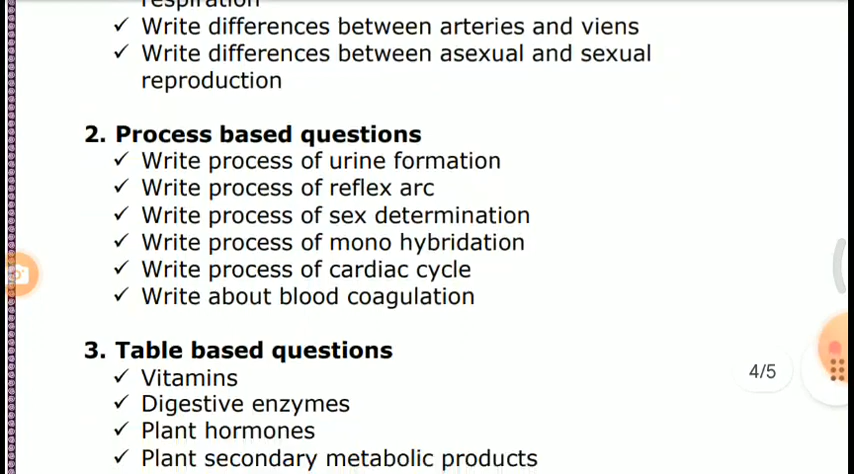 respiration
✓ Write differences between arteries and viens
✓ Write differences between asexual and sexual
reproduction
2. Process based questions
✓ Write process of urine formation
✓ Write process of reflex arc
✓ Write process of sex determination
✓ Write process of mono hybridation
✓ Write process of cardiac cycle
✓ Write about blood coagulation
3. Table based questions
✓ Vitamins
✓ Digestive enzymes
✓ Plant hormones
✓ Plant secondary metabolic products
4/5